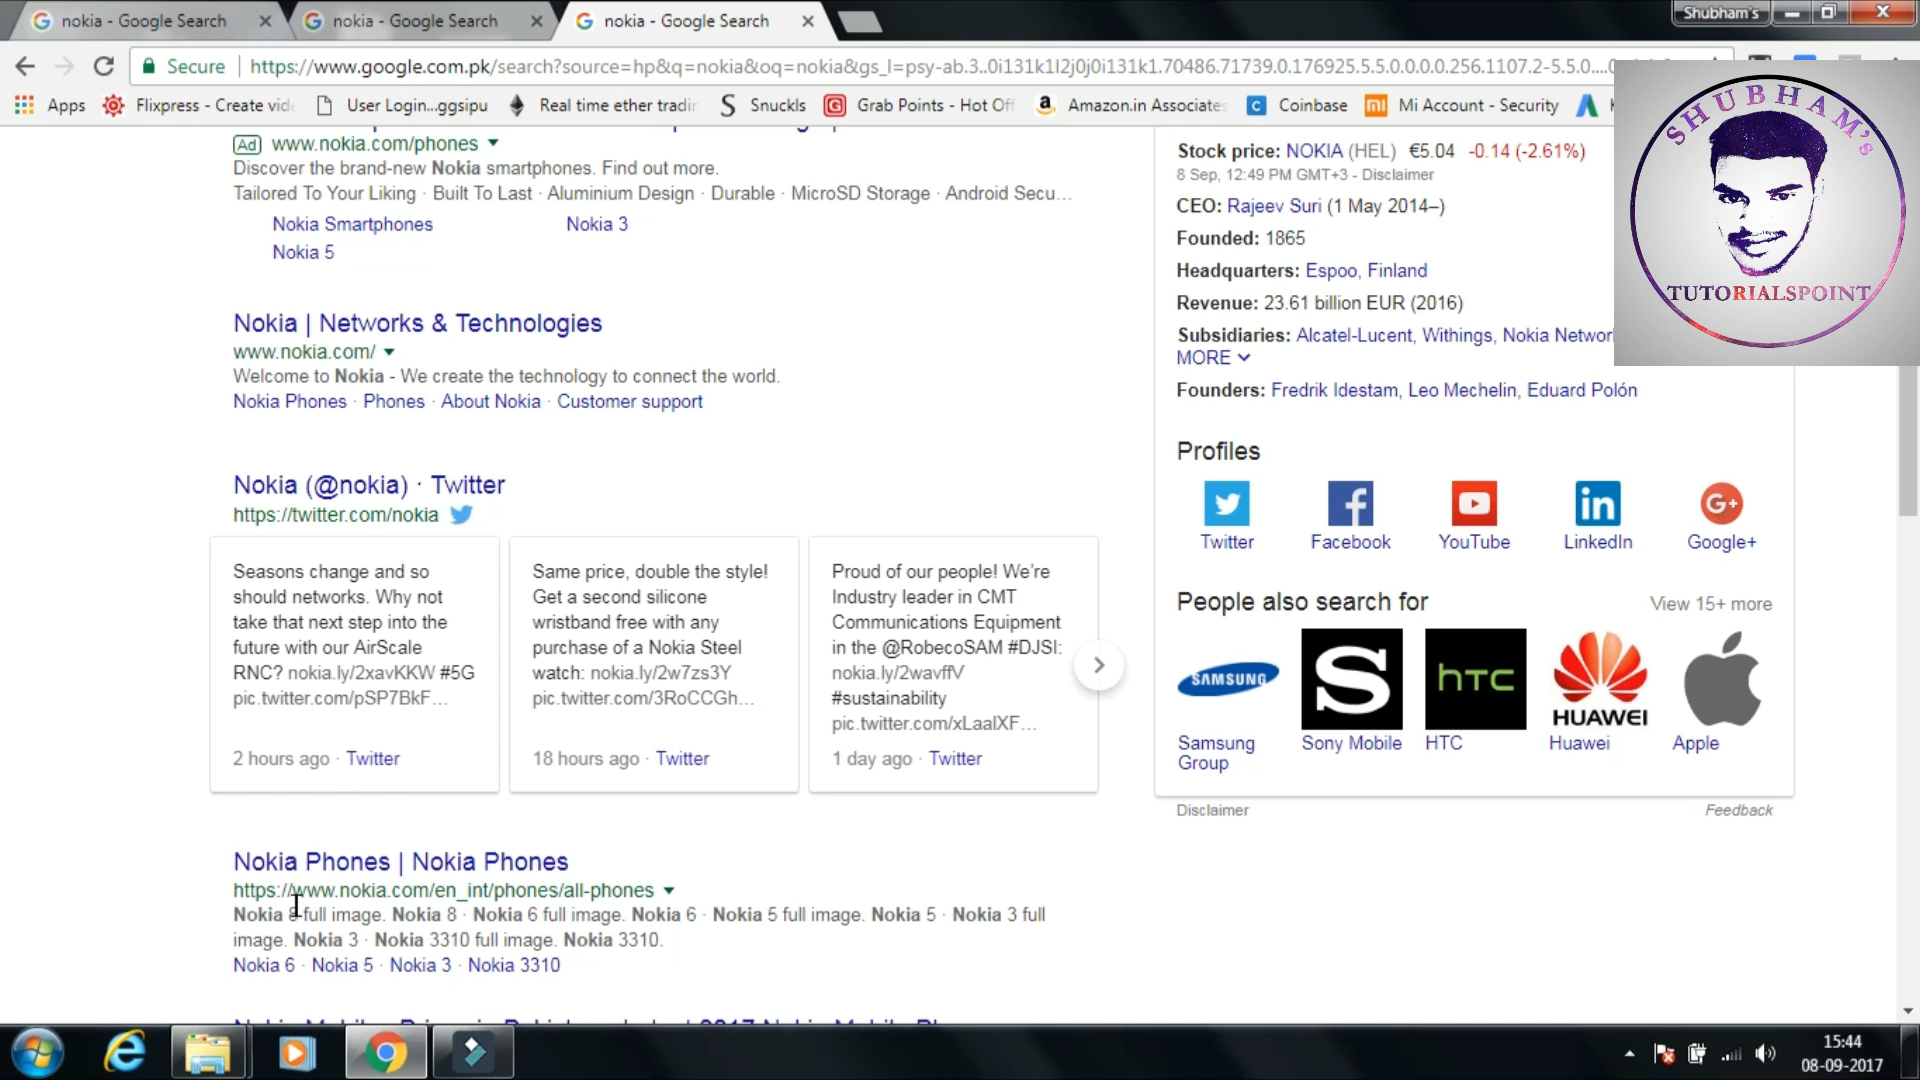 nokia - Google Search
nokia - Google Search
nokia - Google Search
Shubham's
Secure
https://www.google.com.pk/search?source=hp&q=nokia&oq=nokia&gs_l=psy-ab.3..0i131k1l2j0j0i131k1.70486.71739.0.176925.5.5.0.0.0.0.256.1107.2-5.5.0....0
Apps
Flixpress - Create vid
User Login...ggsipu
Real time ether tradin
Snuckls
Grab Points - Hot Off
Amazon.in Associates
Coinbase
Mi Account - Security
Ad www.nokia.com/phones
Discover the brand-new Nokia smartphones. Find out more.
Tailored To Your Liking · Built To Last · Aluminium Design · Durable · MicroSD Storage · Android Secu...
Nokia Smartphones
Nokia 3
Nokia 5
Nokia | Networks & Technologies
www.nokia.com/
Welcome to Nokia - We create the technology to connect the world.
Nokia Phones · Phones · About Nokia · Customer support
Nokia (@nokia) · Twitter
https://twitter.com/nokia
Seasons change and so
should networks. Why not
take that next step into the
future with our AirScale
RNC? nokia.ly/2xavKKW #5G
pic.twitter.com/pSP7BkF...
2 hours ago · Twitter
Same price, double the style!
Get a second silicone
wristband free with any
purchase of a Nokia Steel
watch: nokia.ly/2w7zs3Y
pic.twitter.com/3RoCCGh...
18 hours ago · Twitter
Proud of our people! We're
Industry leader in CMT
Communications Equipment
in the @RobecoSAM #DJSI:
nokia.ly/2wavffV
#sustainability
pic.twitter.com/xLaalXF...
1 day ago · Twitter
Nokia Phones | Nokia Phones
https://www.nokia.com/en_int/phones/all-phones
Nokia 8 full image. Nokia 8 · Nokia 6 full image. Nokia 6 · Nokia 5 full image. Nokia 5 · Nokia 3 full
image. Nokia 3 · Nokia 3310 full image. Nokia 3310.
Nokia 6 · Nokia 5 · Nokia 3 · Nokia 3310
Stock price: NOKIA (HEL) €5.04 -0.14 (-2.61%)
8 Sep, 12:49 PM GMT+3 - Disclaimer
CEO: Rajeev Suri (1 May 2014–)
Founded: 1865
Headquarters: Espoo, Finland
Revenue: 23.61 billion EUR (2016)
Subsidiaries: Alcatel-Lucent, Withings, Nokia Networ
MORE
Founders: Fredrik Idestam, Leo Mechelin, Eduard Polón
Profiles
Twitter
Facebook
YouTube
LinkedIn
Google+
People also search for
View 15+ more
SAMSUNG
S
hTC
HUAWEI
Samsung
Group
Sony Mobile
HTC
Huawei
Apple
Disclaimer
Feedback
SHUBHAM's
TUTORIALSPOINT
15:44
08-09-2017